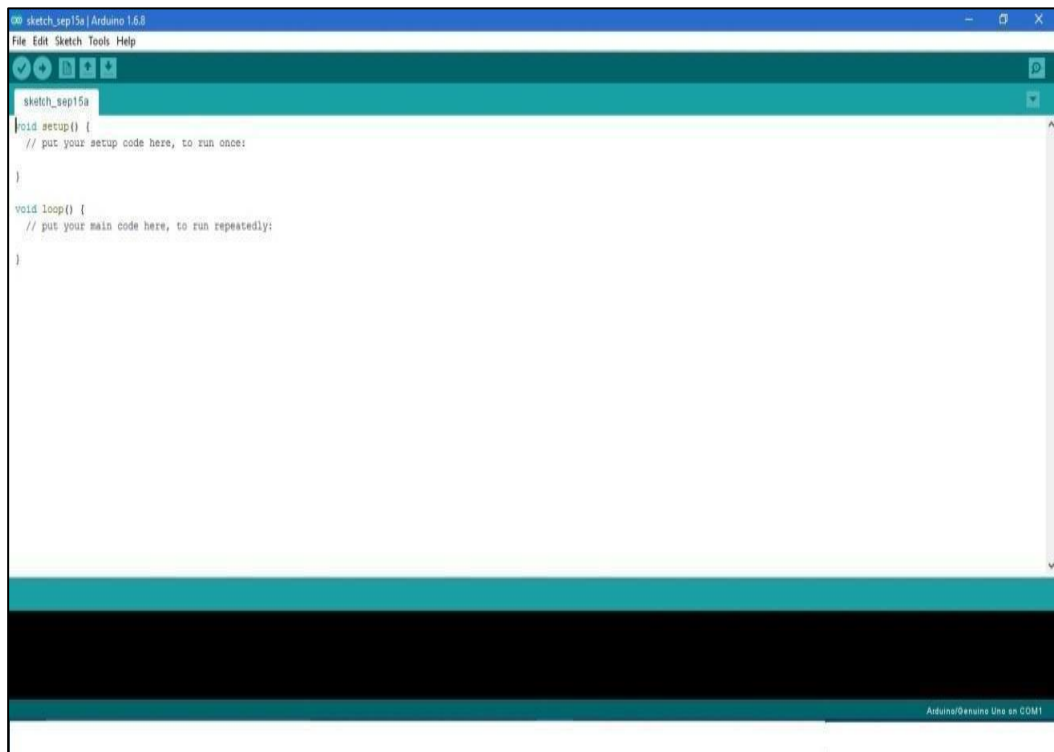 sketch_sep15a | Arduino 1.6.8
File Edit Sketch Tools Help
sketch_sep15a
void setup() {
// put your setup code here, to run once:
}
void loop() {
// put your main code here, to run repeatedly:
}
Arduino/Genuino Uno on COM1